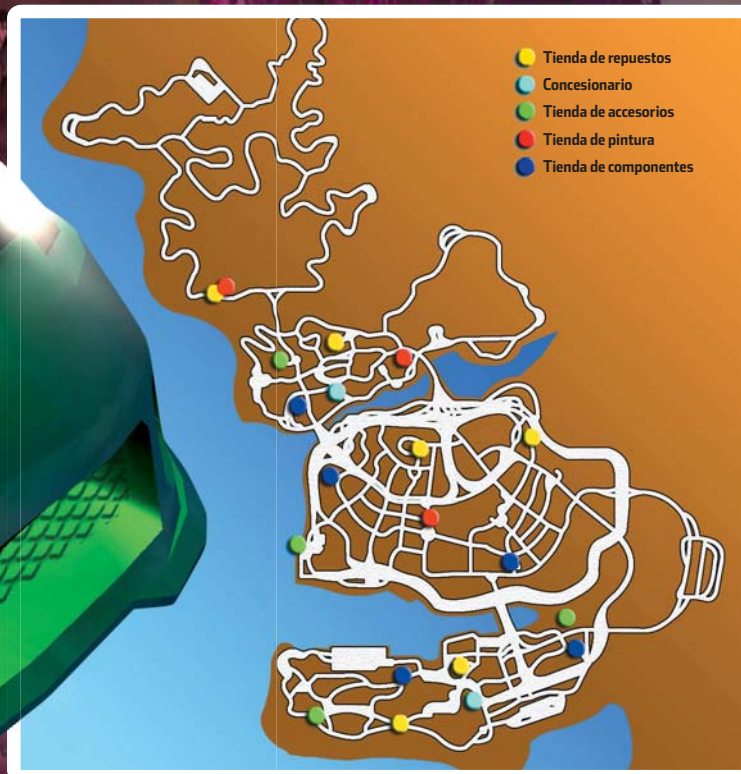 Tienda de repuestos
Concesionario
Tienda de accesorios
Tienda de pintura
Tienda de componentes